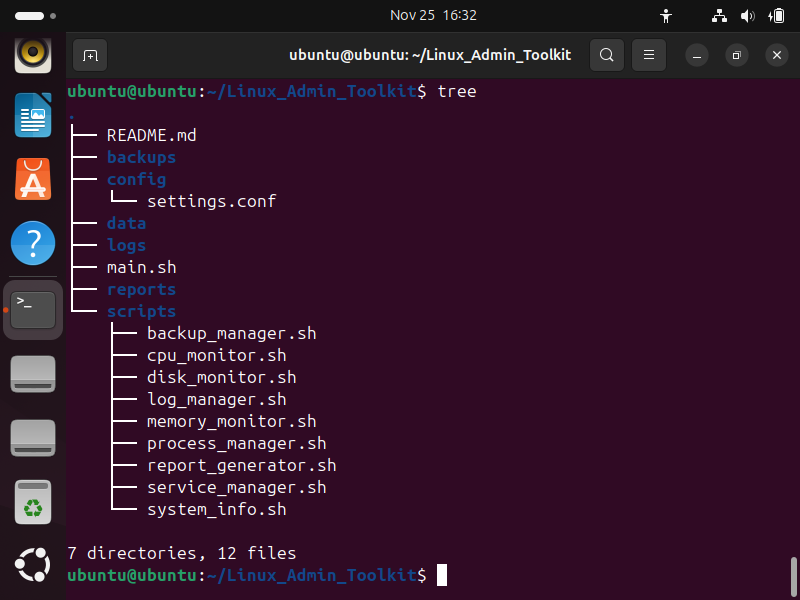 Nov 25 16:32
ubuntu@ubuntu: ~/Linux_Admin_Toolkit
ubuntu@ubuntu:~/Linux_Admin_Toolkit$ tree
.
├── README.md
├── backups
├── config
│   └── settings.conf
├── data
├── logs
├── main.sh
├── reports
└── scripts
    ├── backup_manager.sh
    ├── cpu_monitor.sh
    ├── disk_monitor.sh
    ├── log_manager.sh
    ├── memory_monitor.sh
    ├── process_manager.sh
    ├── report_generator.sh
    ├── service_manager.sh
    └── system_info.sh
7 directories, 12 files
ubuntu@ubuntu:~/Linux_Admin_Toolkit$